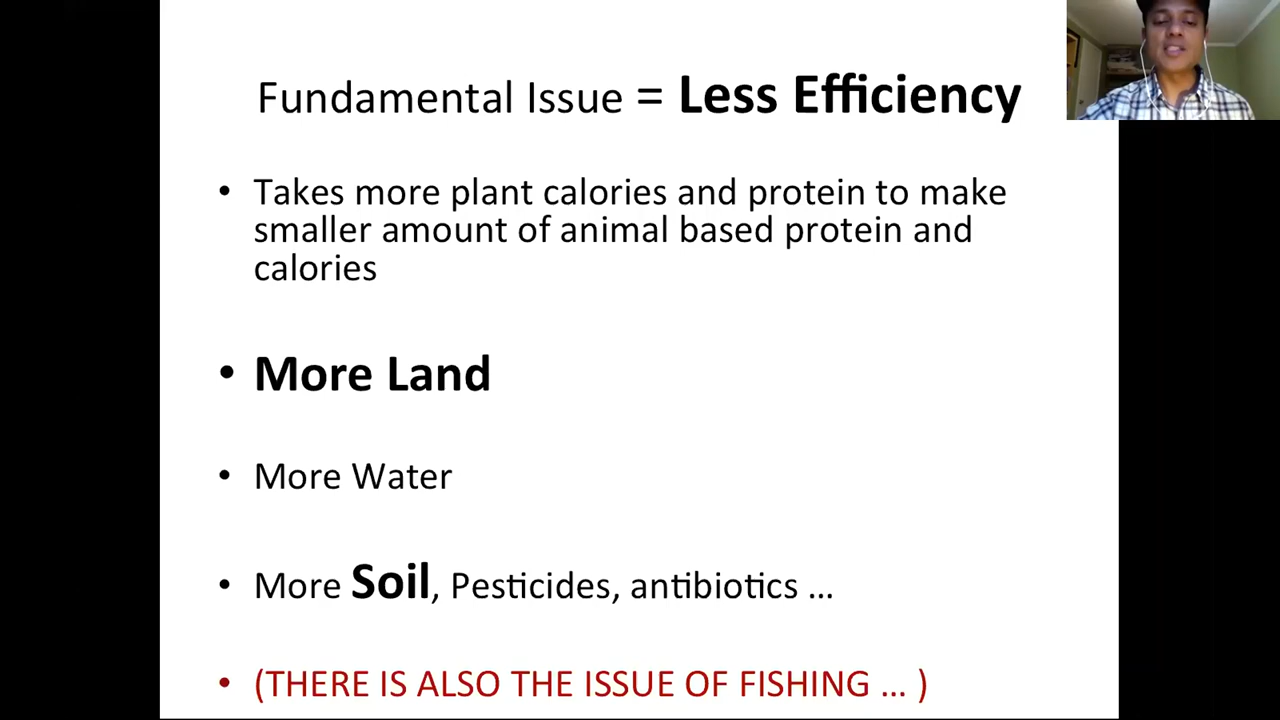 Fundamental Issue = Less Efficiency
• Takes more plant calories and protein to make
smaller amount of animal based protein and
calories
• More Land
• More Water
• More Soil, Pesticides, antibiotics ...
• (THERE IS ALSO THE ISSUE OF FISHING ... )